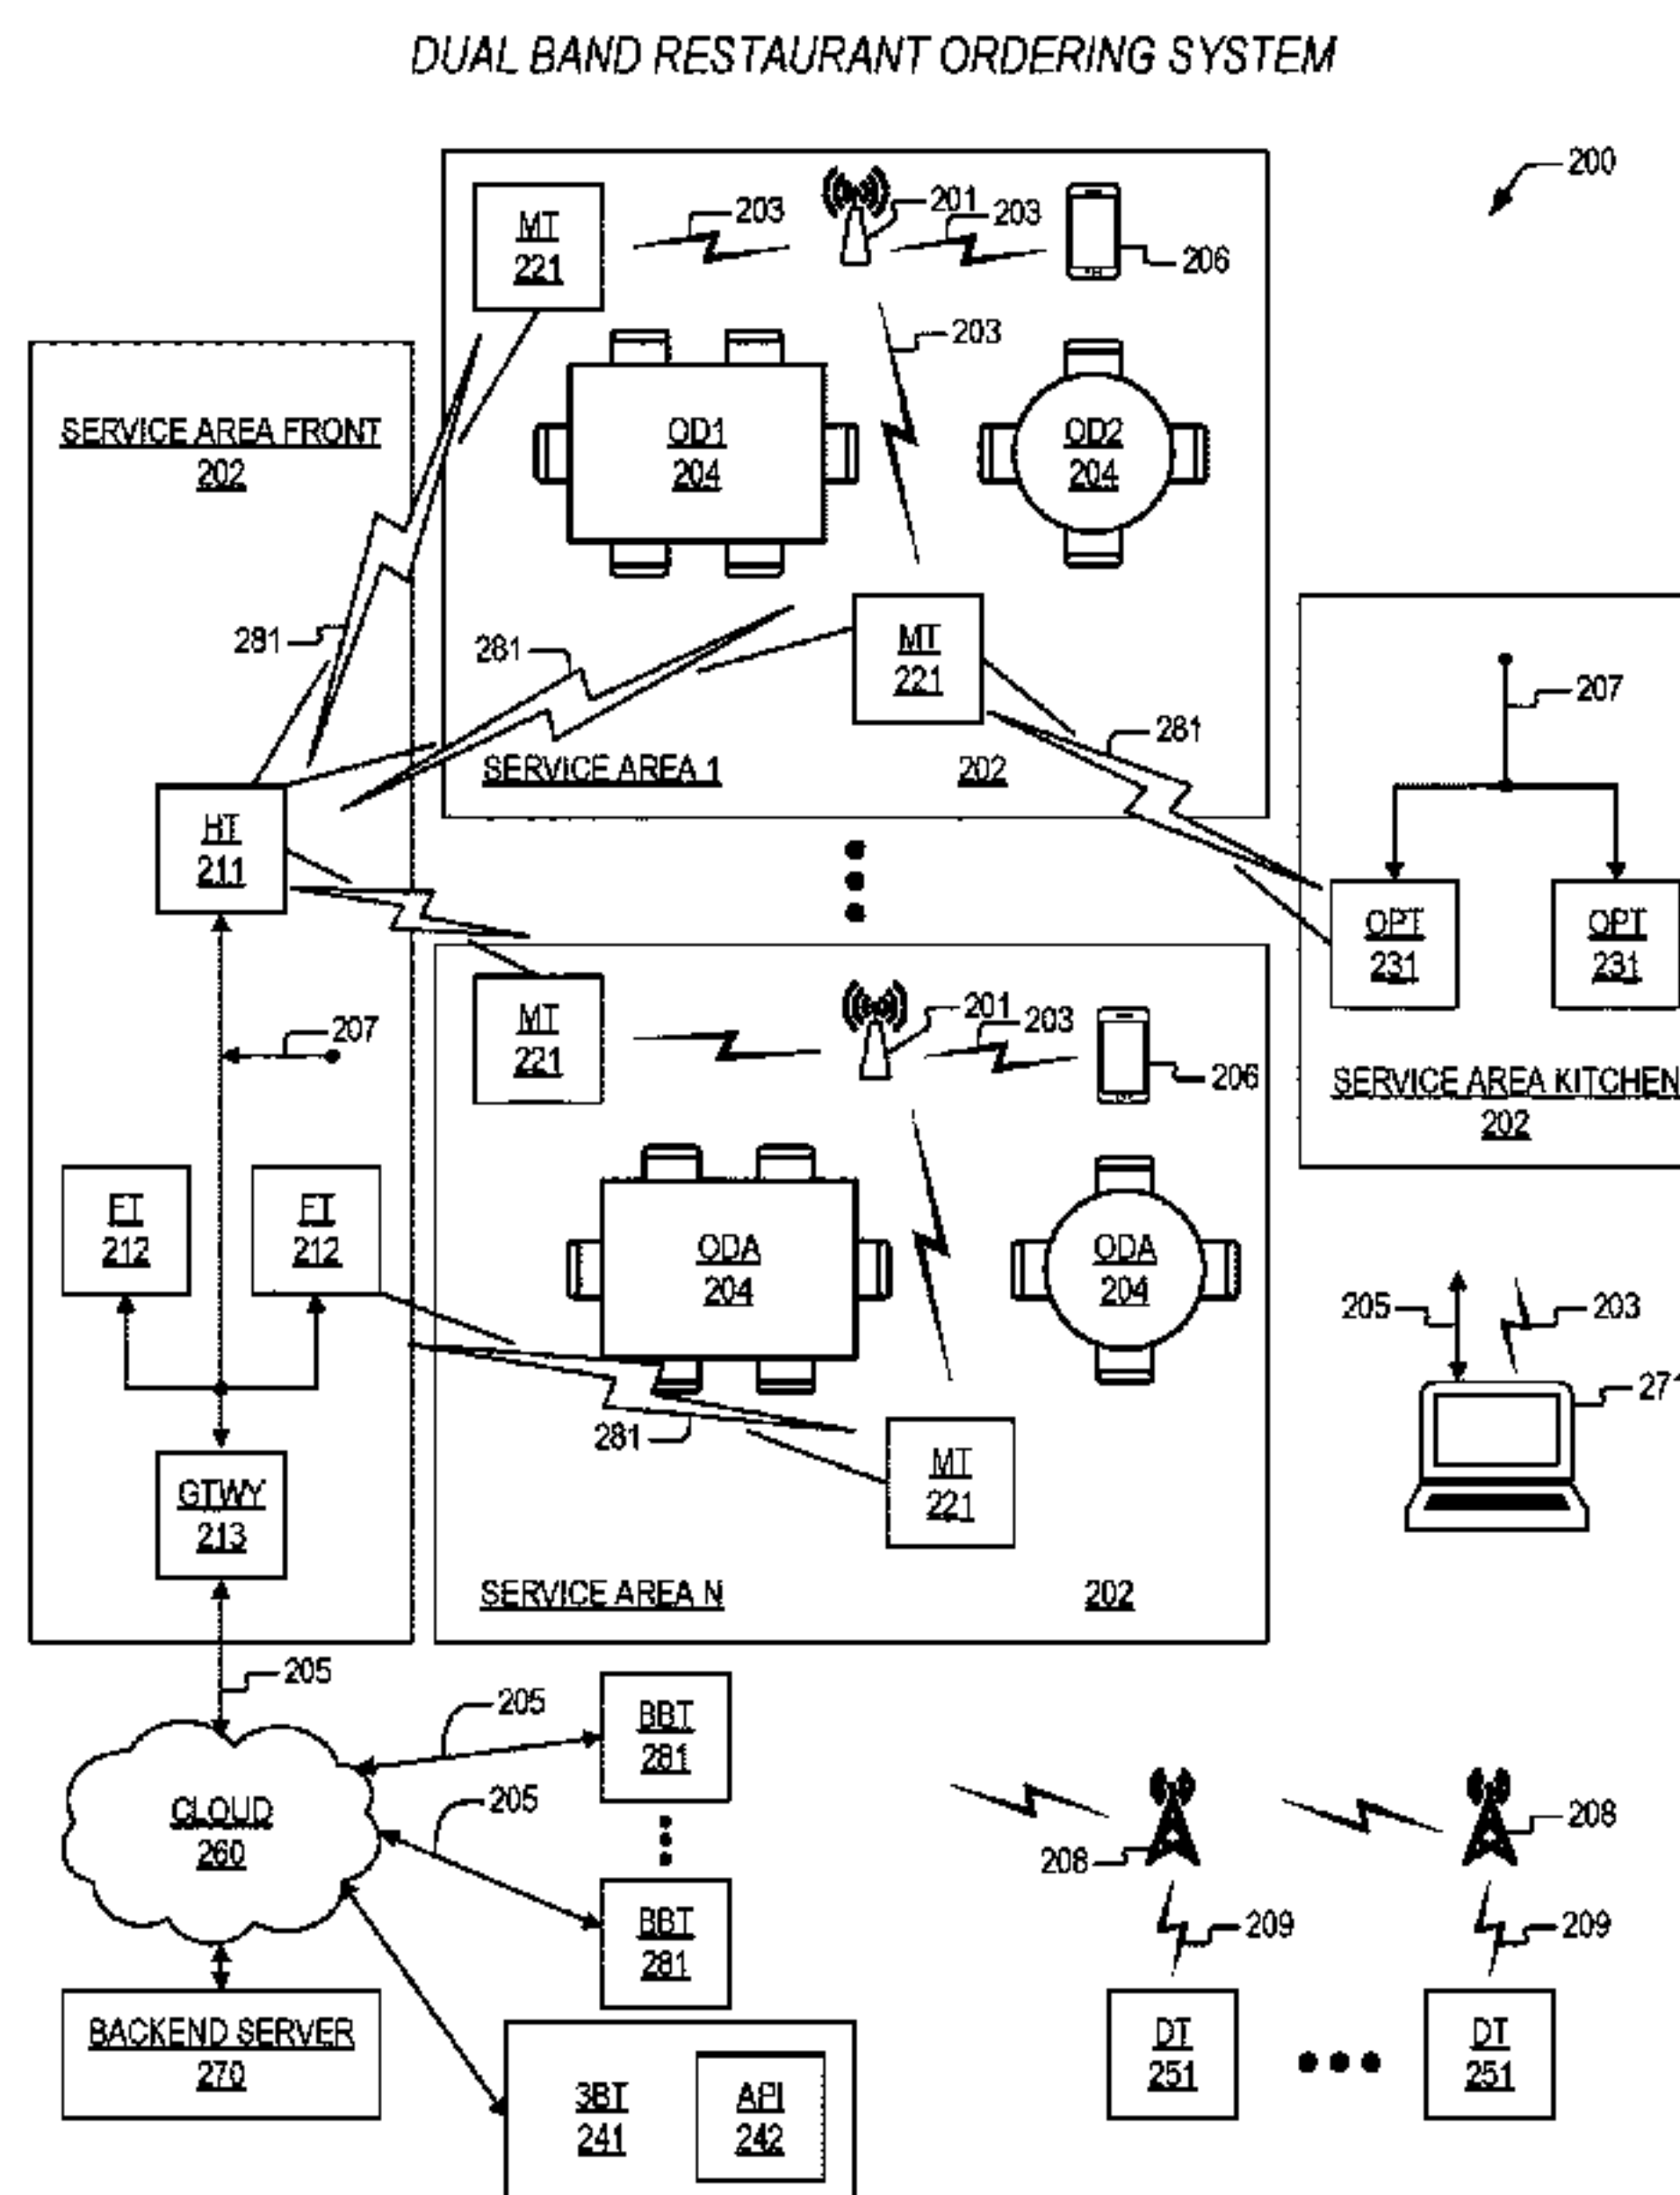 DUAL BAND RESTAURANT ORDERING SYSTEM
200
MT
221
203
201
203
206
203
SERVICE AREA FRONT
202
OD1
204
OD2
204
281
281
MT
221
281
SERVICE AREA 1
202
207
HT
211
OPT
231
OPT
231
SERVICE AREA KITCHEN
202
207
MT
221
201
203
206
FT
212
FT
212
ODA
204
ODA
204
205
203
271
281
MT
221
GTWY
213
SERVICE AREA N
202
205
205
BBT
281
CLOUD
260
205
BBT
281
208
208
209
209
BACKEND SERVER
270
3BT
241
API
242
DT
251
DT
251